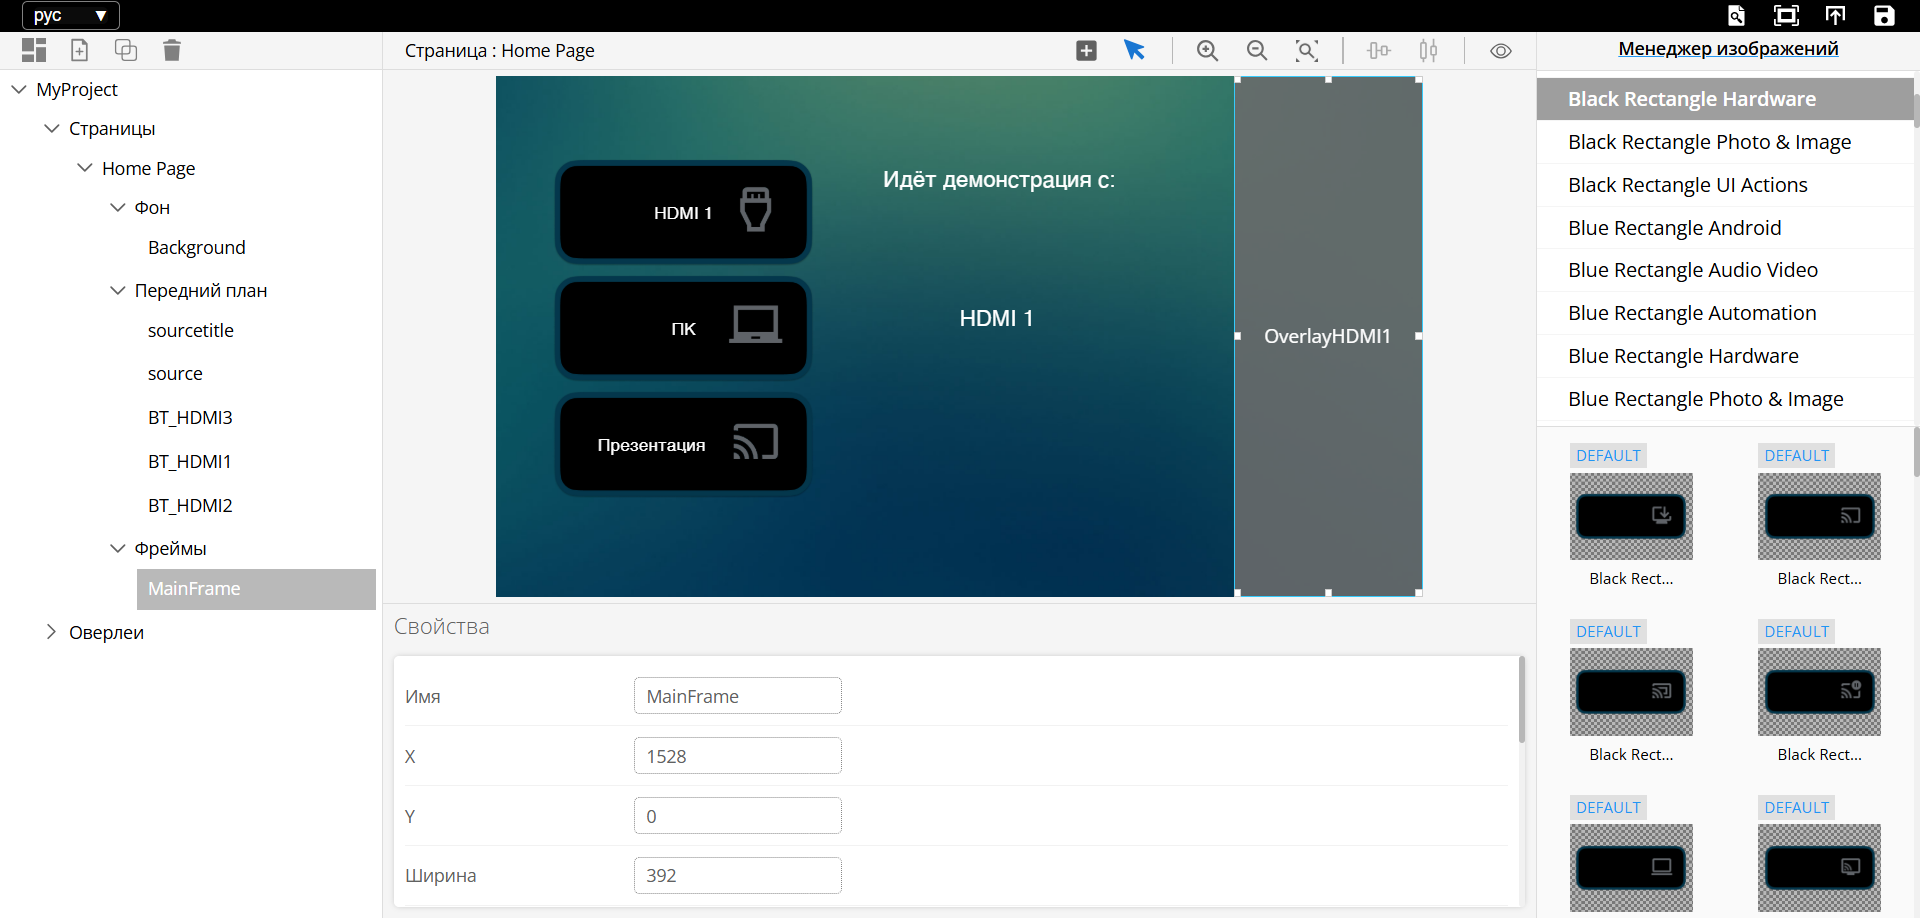 рус ▼
Страница : Home Page
Менеджер изображений
MyProject
Страницы
Home Page
Фон
Background
Передний план
sourcetitle
source
BT_HDMI3
BT_HDMI1
BT_HDMI2
Фреймы
MainFrame
Оверлеи
HDMI 1
ПК
Презентация
Идёт демонстрация с:
HDMI 1
OverlayHDMI1
Свойства
Имя
MainFrame
X
1528
Y
0
Ширина
392
Black Rectangle Hardware
Black Rectangle Photo & Image
Black Rectangle UI Actions
Blue Rectangle Android
Blue Rectangle Audio Video
Blue Rectangle Automation
Blue Rectangle Hardware
Blue Rectangle Photo & Image
DEFAULT
DEFAULT
Black Rect...
Black Rect...
DEFAULT
DEFAULT
Black Rect...
Black Rect...
DEFAULT
DEFAULT